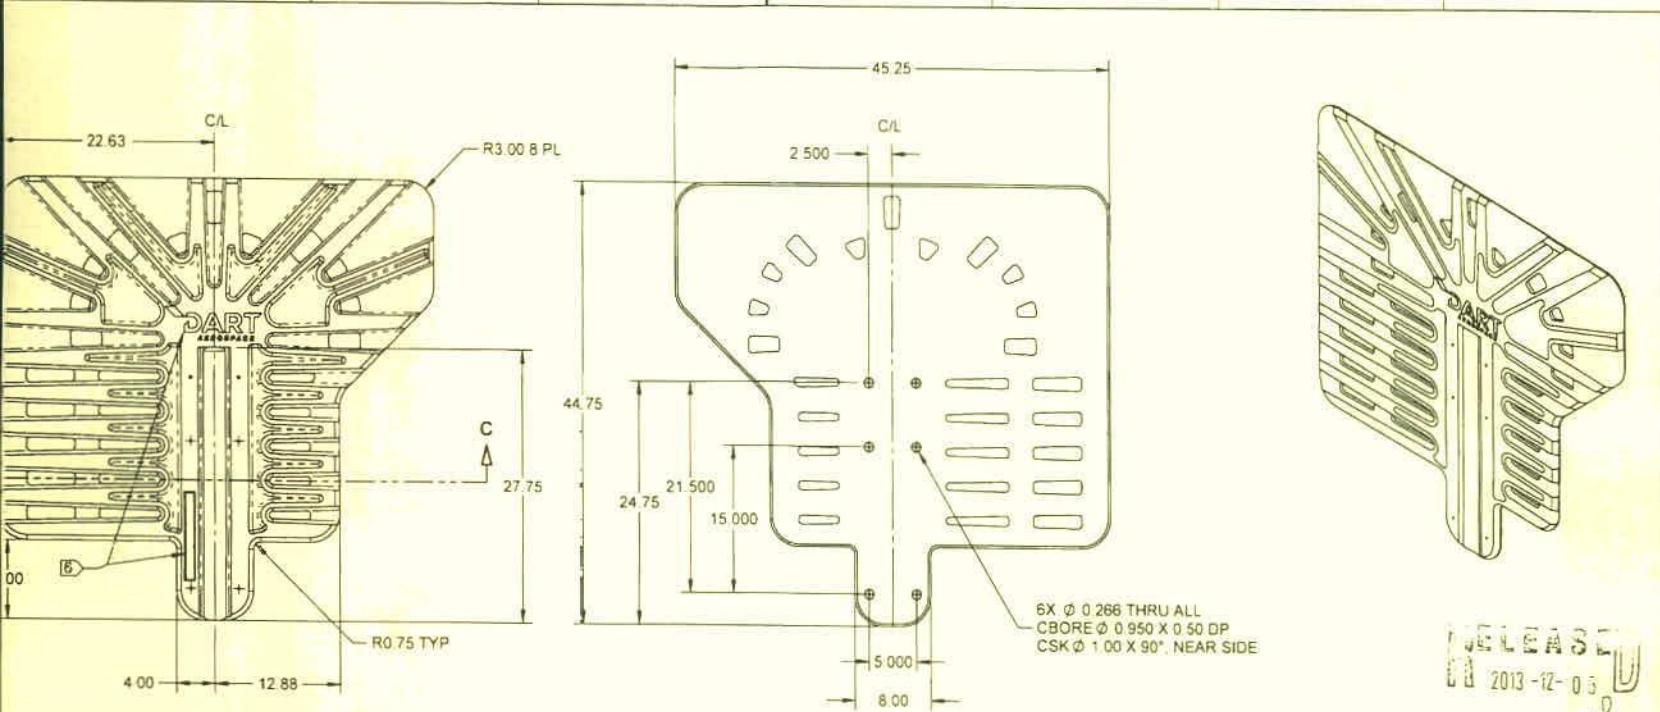 C/L
22.63
R3.00 8 PL
DART
AEROSPACE
C
27.75
6
00
R0.75 TYP
4.00
12.88
45.25
C/L
2.500
44.75
24.75
21.500
15.000
6X Ø 0.266 THRU ALL
CBORE Ø 0.950 X 0.50 DP
CSK Ø 1.00 X 90°, NEAR SIDE
5.000
8.00
DART
RELEASED
2013-12-05